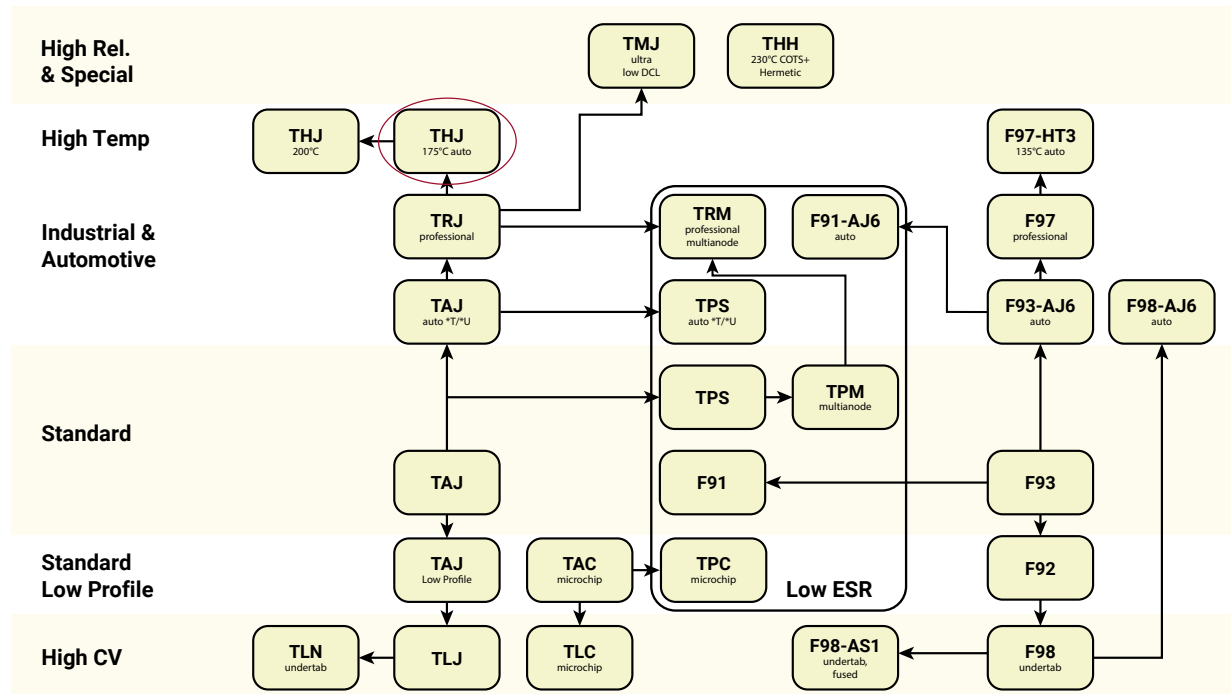 High Rel.
& Special
TMJ
ultra
low DCL
THH
230°C COTS+
Hermetic
High Temp
THJ
200°C
THJ
175°C auto
F97-HT3
135°C auto
Industrial &
Automotive
TRJ
professional
TRM
professional
multianode
F91-AJ6
auto
F97
professional
TAJ
auto *T/*U
TPS
auto *T/*U
F93-AJ6
auto
F98-AJ6
auto
Standard
TPS
TPM
multianode
TAJ
F91
F93
Standard
Low Profile
TAJ
Low Profile
TAC
microchip
TPC
microchip
Low ESR
F92
High CV
TLN
undertab
TLJ
TLC
microchip
F98-AS1
undertab,
fused
F98
undertab